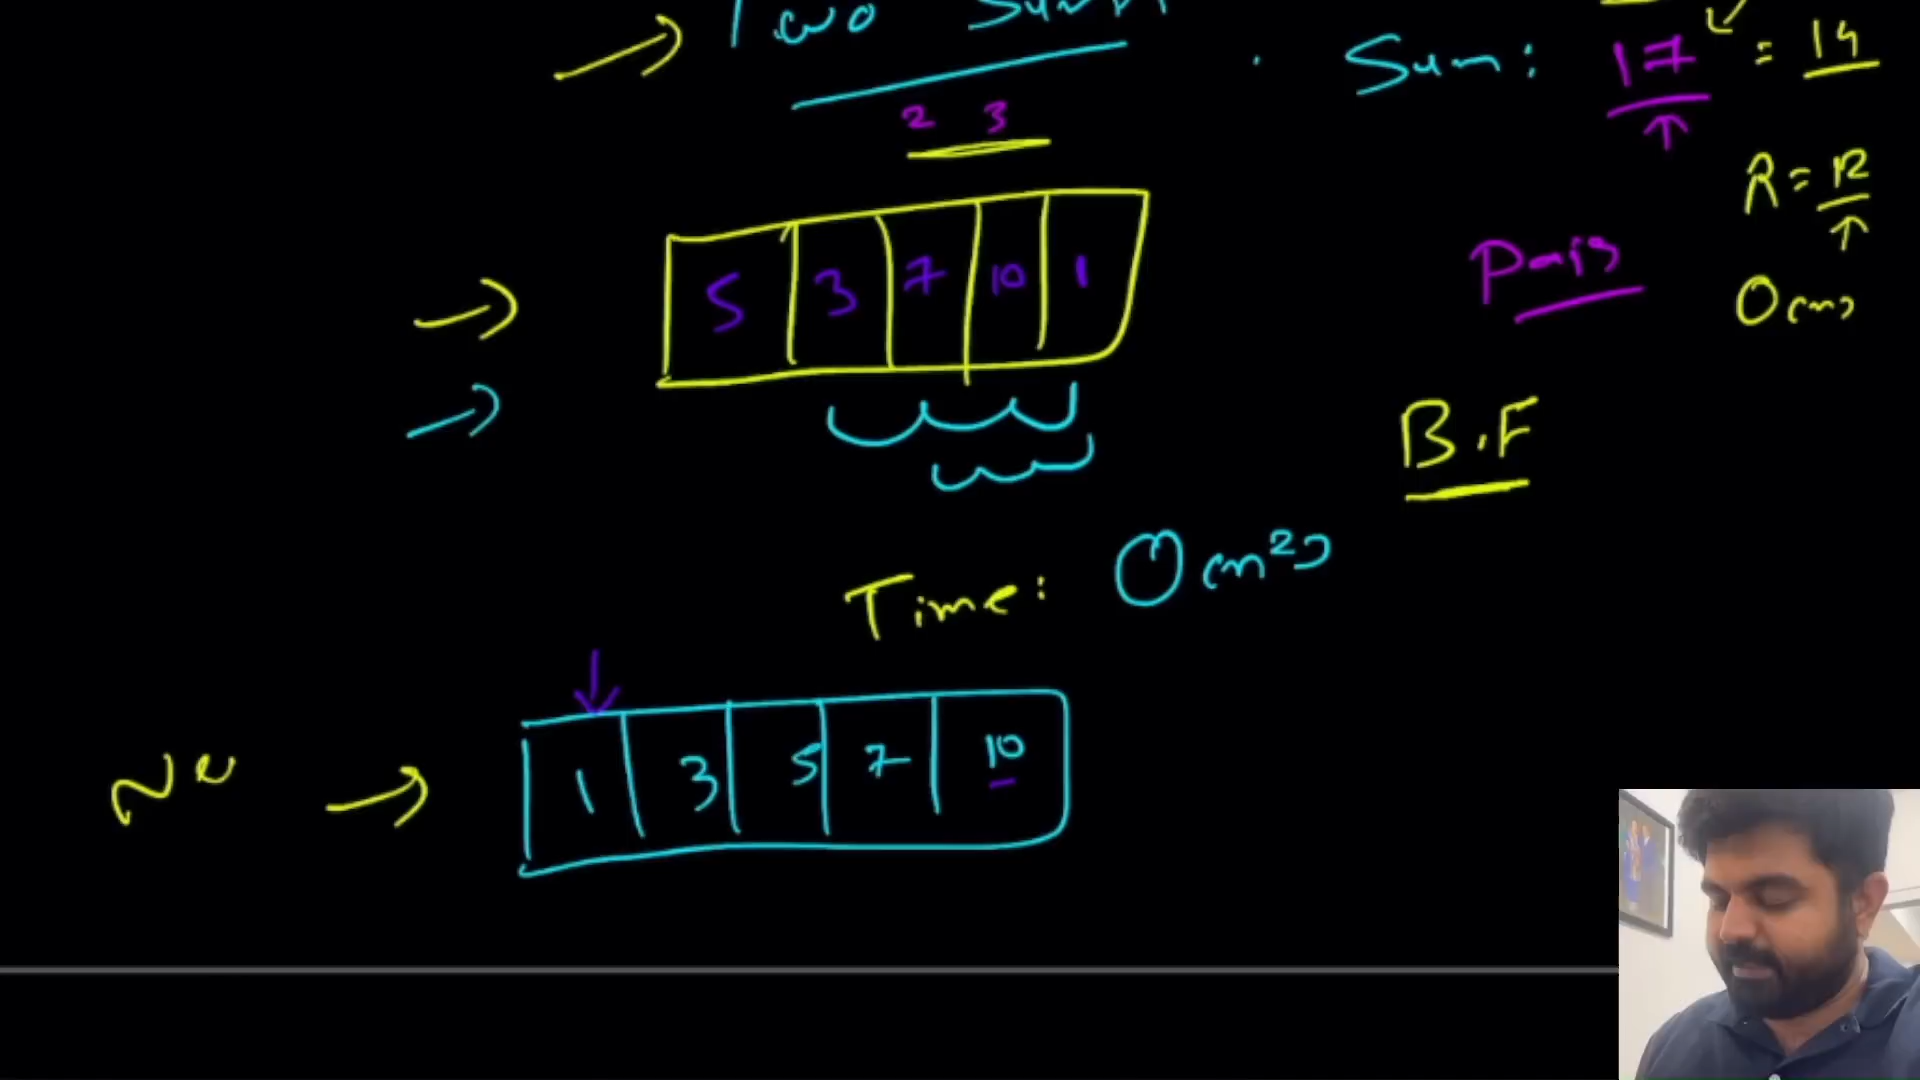 Two Sum
Sum: 17 = 14
2 3
R = 12
5 3 7 10 1
Pair
O(n)
B.F
Time: O(n²)
1 3 5 7 10